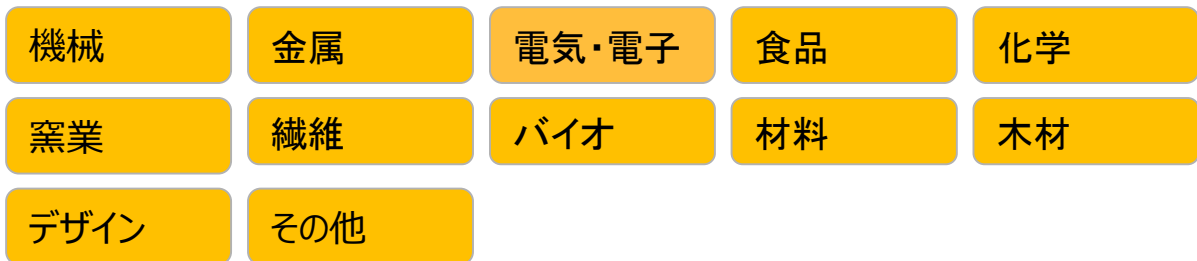 機械 金属 電気・電子 食品 化学
窯業 繊維 バイオ 材料 木材
デザイン その他